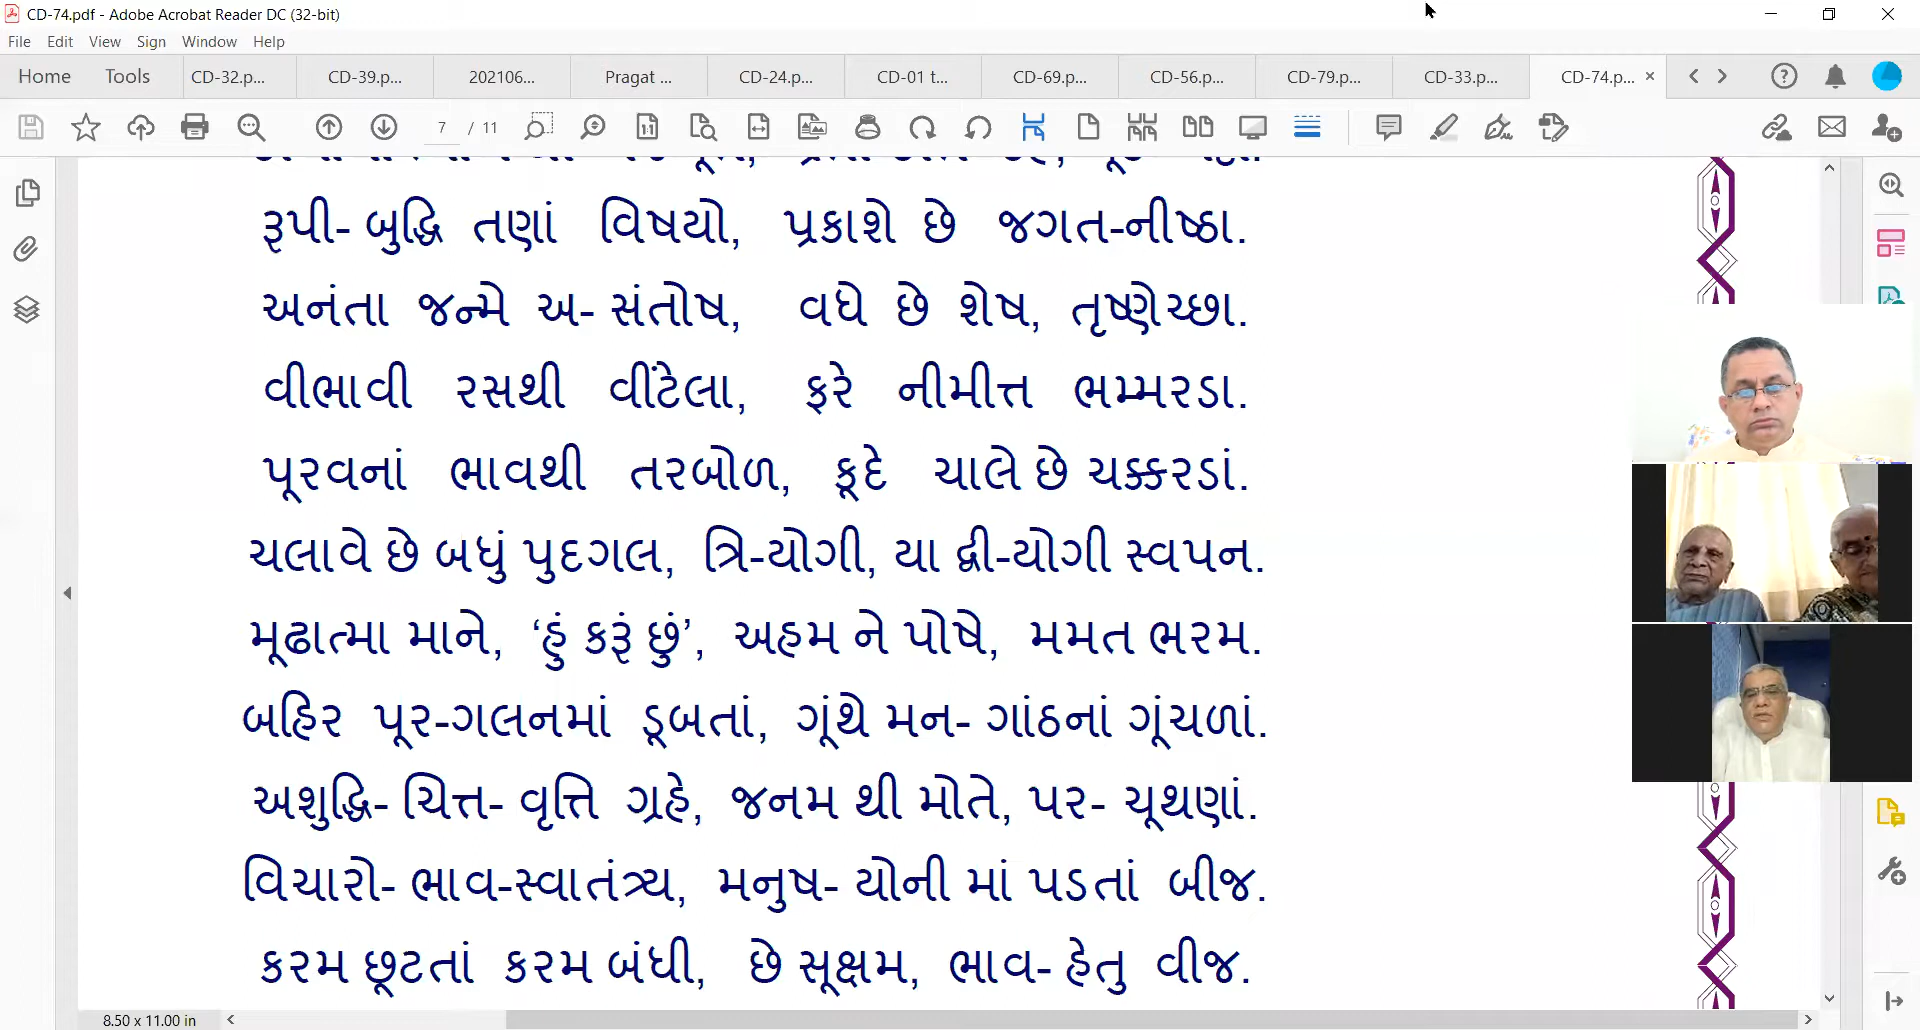 CD-74.pdf - Adobe Acrobat Reader DC (32-bit)
File Edit View Sign Window Help
Home Tools CD-32.p... CD-39.p... 202106... Pragat ... CD-24.p... CD-01 t... CD-69.p... CD-56.p... CD-79.p... CD-33.p... CD-74.p...
7 / 11
રૂપી- બુદ્ધિ તણાં વિષયો, પ્રકાશે છે જગત-નીષ્ઠા.
અનંતા જન્મે અ- સંતોષ, વધે છે શેષ, તૃષ્ણેચ્છા.
વીભાવી રસથી વીંટેલા, ફરે નીમીત્ત ભમ્મરડા.
પૂરવનાં ભાવથી તરબોળ, કૂદે ચાલે છે ચક્કરડાં.
ચલાવે છે બધું પુદગલ, ત્રિ-યોગી, યા દ્વી-યોગી સ્વપન.
મૂઢાત્મા માને, ‘હું કરૂં છું’, અહમ ને પોષે, મમત ભરમ.
બહિર પૂર-ગલનમાં ડૂબતાં, ગૂંથે મન- ગાંઠનાં ગૂંચળાં.
અશુદ્ધિ- ચિત્ત- વૃત્તિ ગ્રહે, જનમ થી મોતે, પર- ચૂથણાં.
વિચારો- ભાવ-સ્વાતંત્ર્ય, મનુષ- યોની માં પડતાં બીજ.
કરમ છૂટતાં કરમ બંધી, છે સૂક્ષમ, ભાવ- હેતુ વીજ.
8.50 x 11.00 in